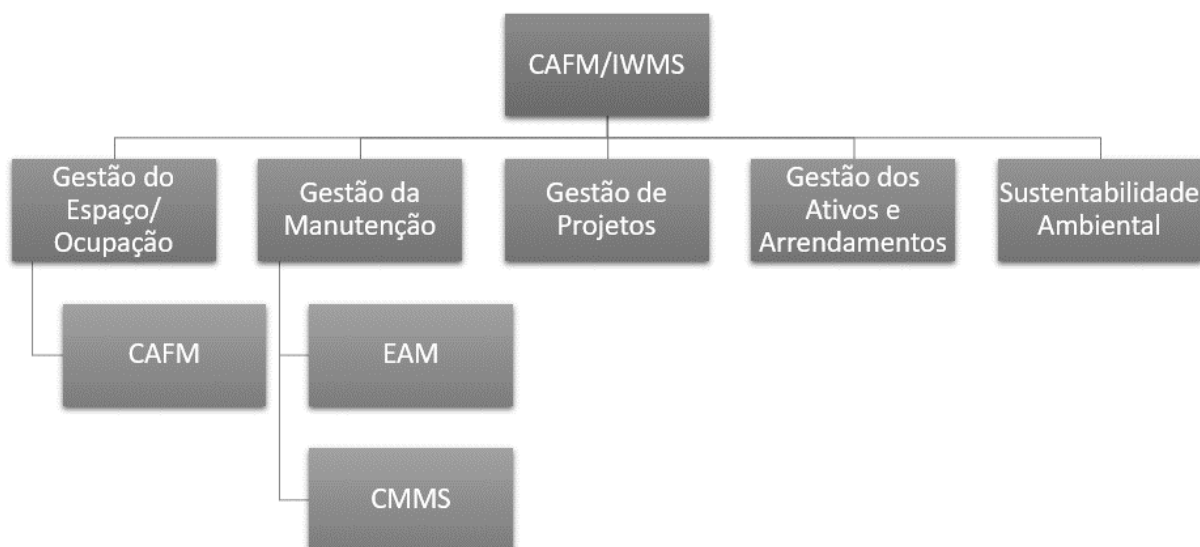 CAFM/IWMS
Gestão do
Espaço/
Ocupação
Gestão da
Manutenção
Gestão de
Projetos
Gestão dos
Ativos e
Arrendamentos
Sustentabilidade
Ambiental
CAFM
EAM
CMMS